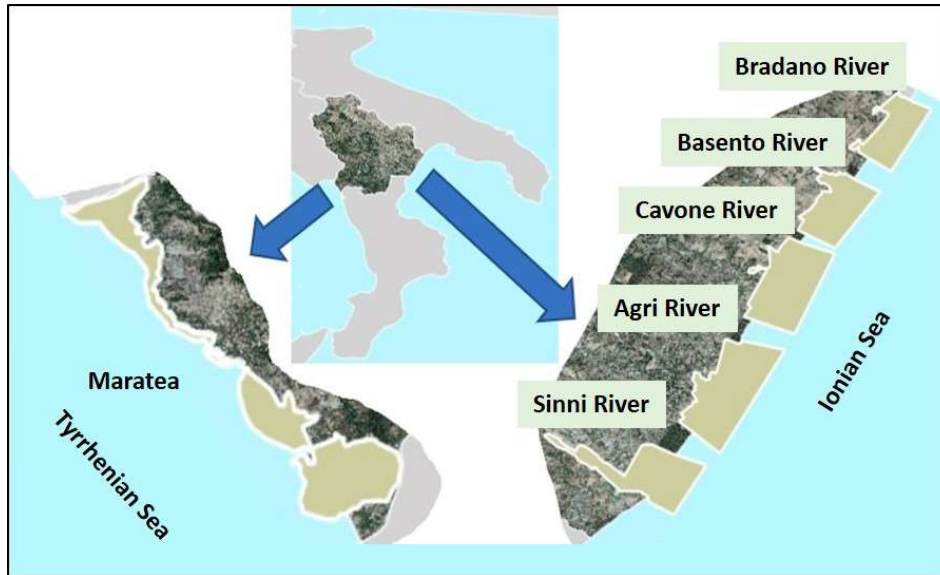 Bradano River
Basento River
Cavone River
Agri River
Sinni River
Ionian Sea
Maratea
Tyrrhenian Sea